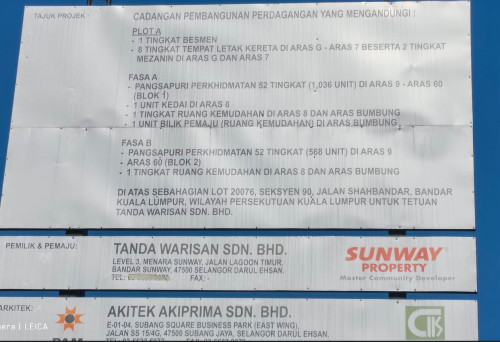 TAJUK PROJEK :
CADANGAN PEMBANGUNAN PERDAGANGAN YANG MENGANDUNGI :
PLOT A
- 1 TINGKAT BESMEN
- 8 TINGKAT TEMPAT LETAK KERETA DI ARAS G - ARAS 7 BESERTA 2 TINGKAT
MEZANIN DI ARAS G DAN ARAS 7
FASA A
- PANGSAPURI PERKHIDMATAN 52 TINGKAT (1,036 UNIT) DI ARAS 9 - ARAS 60
(BLOK 1)
- 1 UNIT KEDAI DI ARAS 8
- 1 TINGKAT RUANG KEMUDAHAN DI ARAS 8 DAN ARAS BUMBUNG
- 1 UNIT BILIK PEMAJU (RUANG KEMUDAHAN DI ARAS BUMBUNG
FASA B
- PANGSAPURI PERKHIDMATAN 52 TINGKAT (568 UNIT) DI ARAS 9
- ARAS 60 (BLOK 2)
- 1 TINGKAT RUANG KEMUDAHAN DI ARAS 8 DAN ARAS BUMBUNG
DI ATAS SEBAHAGIAN LOT 20076, SEKSYEN 90, JALAN SHAHBANDAR, BANDAR
KUALA LUMPUR, WILAYAH PERSEKUTUAN KUALA LUMPUR UNTUK TETUAN
TANDA WARISAN SDN. BHD.
PEMILIK & PEMAJU:
TANDA WARISAN SDN. BHD.
LEVEL 3, MENARA SUNWAY, JALAN LAGOON TIMUR,
BANDAR SUNWAY, 47500 SELANGOR DARUL EHSAN.
TEL: FAX: -
SUNWAY
PROPERTY
Master Community Developer
ARKITEK:
AKITEK AKIPRIMA SDN. BHD.
E-01-04, SUBANG SQUARE BUSINESS PARK (EAST WING),
JALAN SS 15/4G, 47500 SUBANG JAYA, SELANGOR DARUL EHSAN.
LEICA